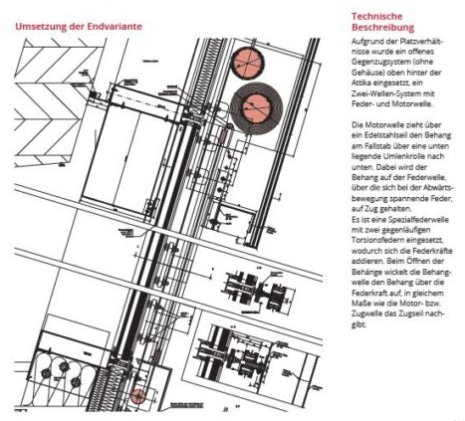 Umsetzung der Endvariante
Technische
Beschreibung
Aufgrund der Platzverhält-
nisse wurde ein offenes
Gegenzugsystem (ohne
Gehäuse) oben hinter der
Attika eingesetzt, ein
Zwei-Wellen-System mit
Feder- und Motorwelle.
Die Motorwelle zieht über
ein Edelstahlseil den Behang
am Fallstab über eine unten
liegende Umlenkrolle nach
unten. Dabei wird der
Behang auf der Federwelle,
über die sich bei der Abwärts-
bewegung spannende Feder,
auf Zug gehalten.
Es ist eine Spezialfederwelle
mit zwei gegenläufigen
Torsionsfedern eingesetzt,
wodurch sich die Federkräfte
addieren. Beim Öffnen der
Behänge wickelt die Behang-
welle den Behang über die
Federkraft auf, in gleichem
Maße wie die Motor- bzw.
Zugwelle das Zugseil nach-
gibt.